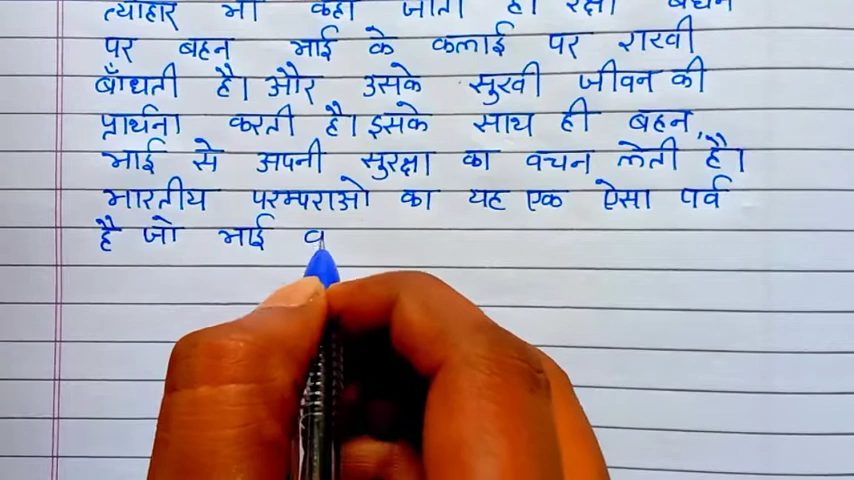 त्योहार भी कहा जाता है। रक्षा बंधन
पर बहन भाई के कलाई पर राखी
बाँधती है। और उसके सुखी जीवन की
प्रार्थना करती है। इसके साथ ही बहन,
भाई से अपनी सुरक्षा का वचन लेती है।
भारतीय परम्पराओ का यह एक ऐसा पर्व
है जो भाई